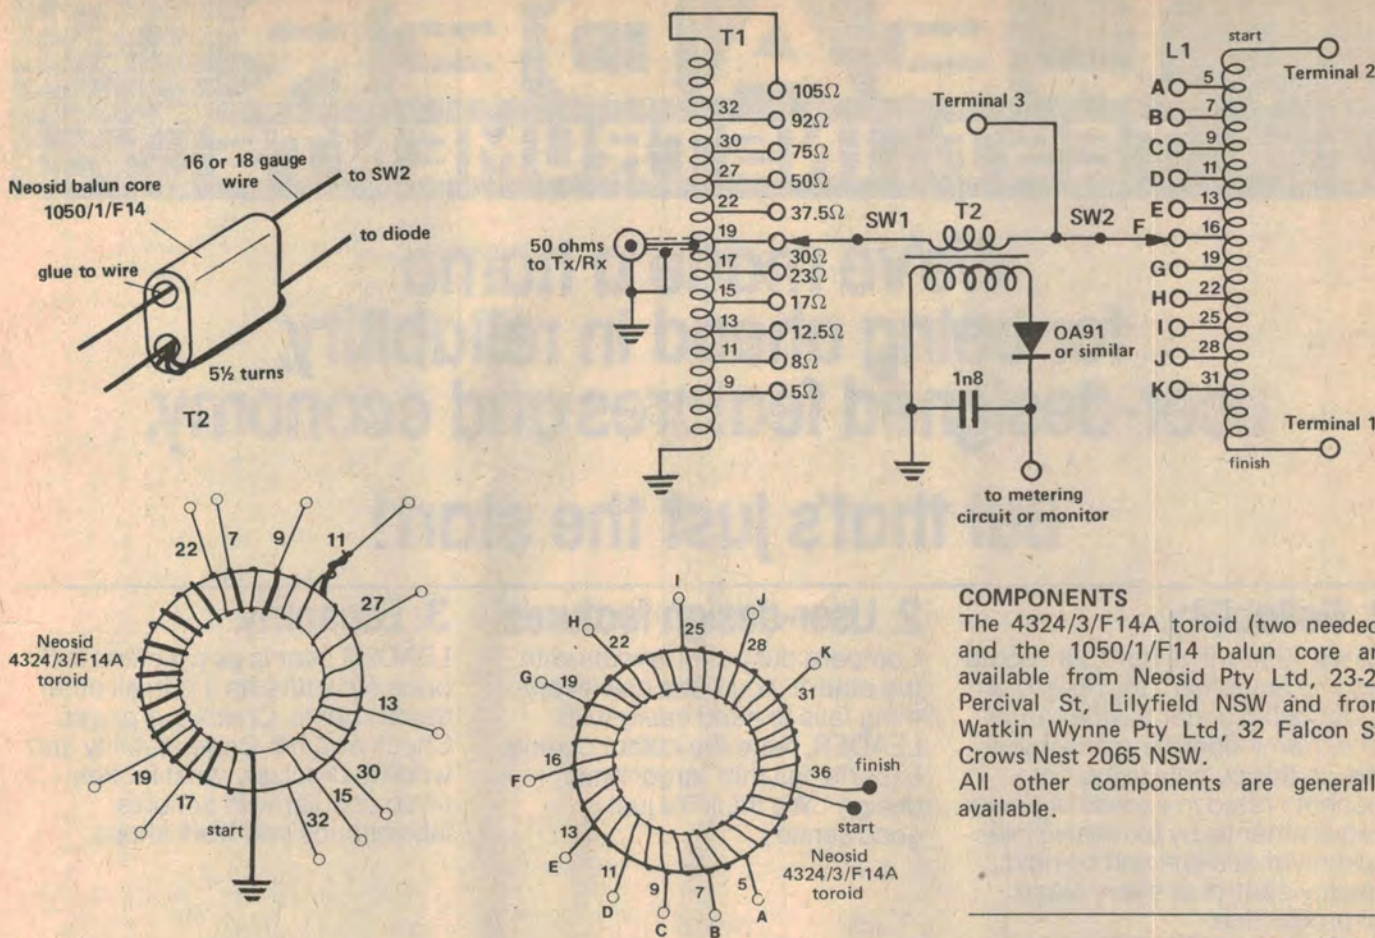 T1
105Ω
32
92Ω
30
75Ω
27
50Ω
22
37.5Ω
19
30Ω
17
23Ω
15
17Ω
13
12.5Ω
11
8Ω
9
5Ω
50 ohms
to Tx/Rx
SW1
T2
Terminal 3
SW2
F
OA91
or similar
1n8
to metering
circuit or monitor
L1
start
Terminal 2
A 5
B 7
C 9
D 11
E 13
16
G 19
H 22
I 25
J 28
K 31
Terminal 1
finish
16 or 18 gauge
wire
to SW2
Neosid balun core
1050/1/F14
to diode
glue to wire
5½ turns
T2
22
7
9
11
27
13
30
15
32
start
17
19
Neosid
4324/3/F14A
toroid
I
25
J
28
K
31
36
finish
start
H
22
G
19
F
16
E
13
D
11
C
9
B
7
A
5
Neosid
4324/3/F14A
toroid
COMPONENTS
The 4324/3/F14A toroid (two needed
and the 1050/1/F14 balun core ar
available from Neosid Pty Ltd, 23-2
Percival St, Lilyfield NSW and from
Watkin Wynne Pty Ltd, 32 Falcon S
Crows Nest 2065 NSW.
All other components are generall
available.